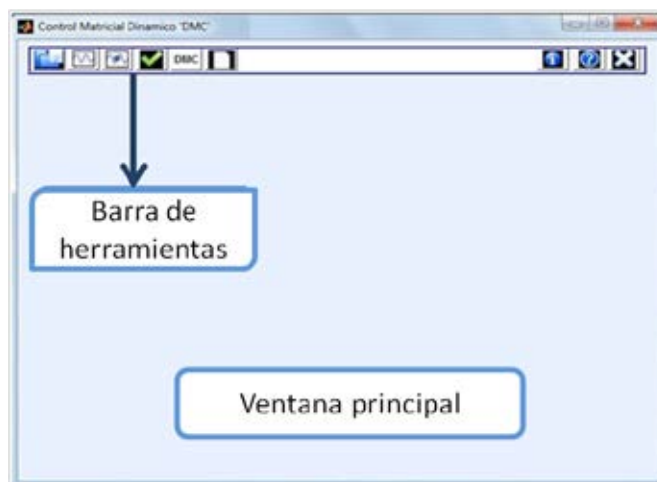 Control Matricial Dinamico 'DMC'
DMC
Barra de
herramientas
Ventana principal